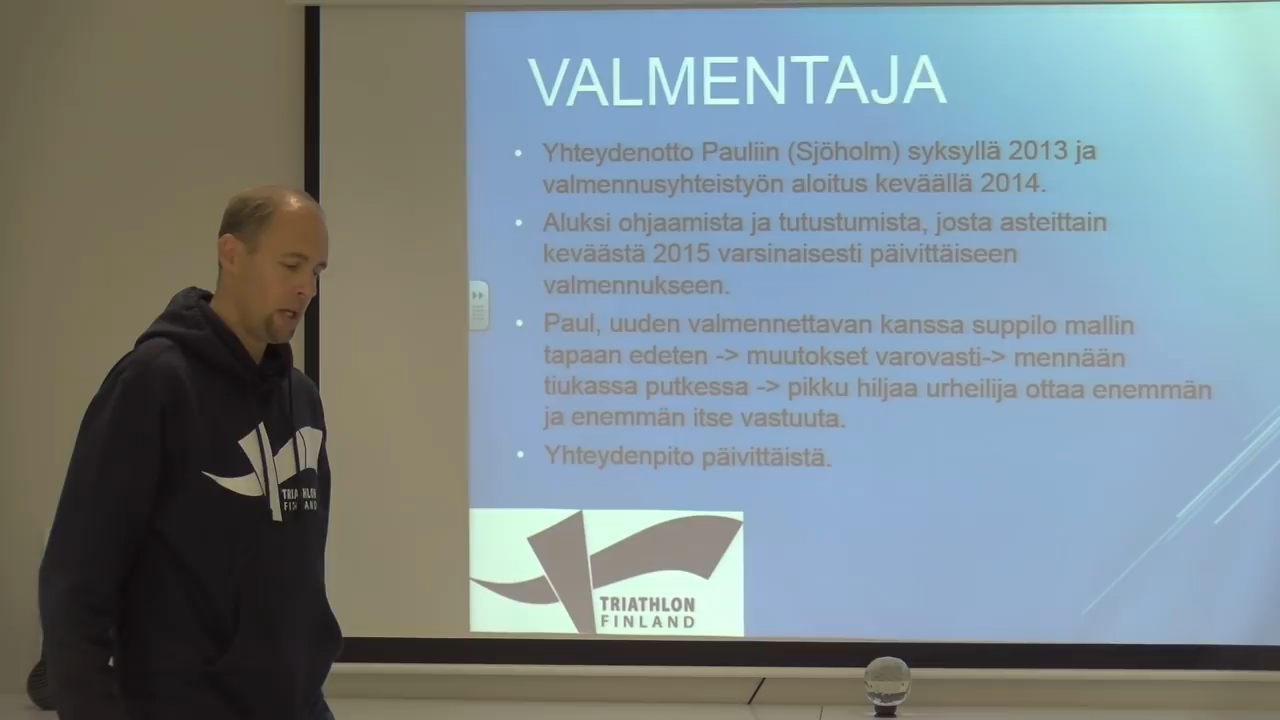 VALMENTAJA
• Yhteydenotto Pauliin (Sjöholm) syksyllä 2013 ja
valmennusyhteistyön aloitus keväällä 2014.
• Aluksi ohjaamista ja tutustumista, josta asteittain
keväästä 2015 varsinaisesti päivittäiseen
valmennukseen.
• Paul, uuden valmennettavan kanssa suppilo mallin
tapaan edeten -> muutokset varovasti-> mennään
tiukassa putkessa -> pikku hiljaa urheilija ottaa enemmän
ja enemmän itse vastuuta.
• Yhteydenpito päivittäistä.
TRIATHLON
FINLAND
TRIATHLON
FINLAND